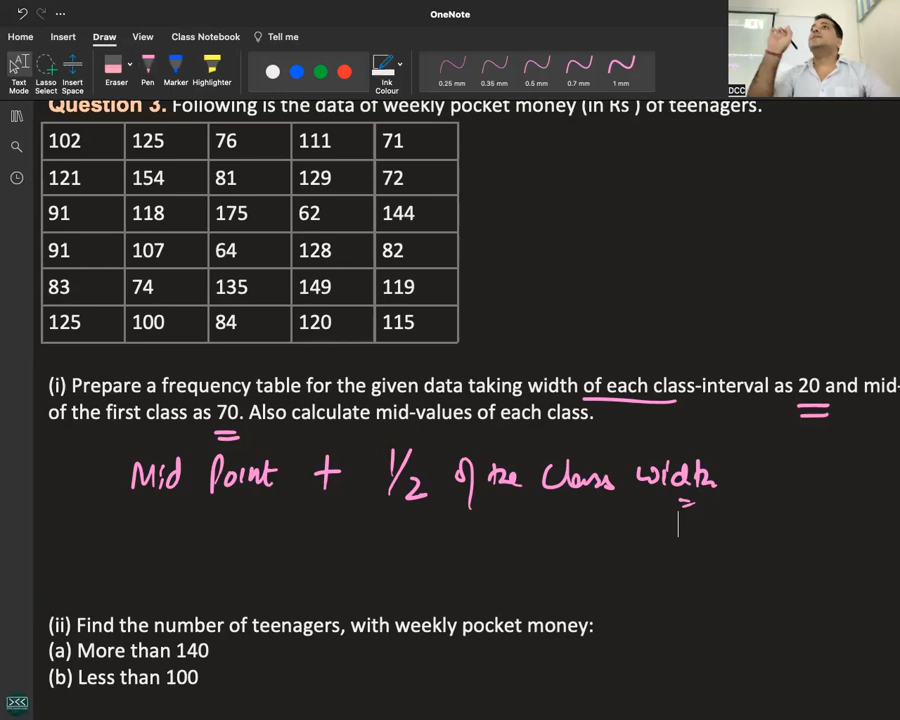 OneNote
Home Insert Draw View Class Notebook Tell me
Text Mode Lasso Select Insert Space Eraser Pen Marker Highlighter Ink Colour 0.25 mm 0.35 mm 0.5 mm 0.7 mm 1 mm
DCC
Question 3. Following is the data of weekly pocket money (in Rs ) of teenagers.
102 125 76 111 71
121 154 81 129 72
91 118 175 62 144
91 107 64 128 82
83 74 135 149 119
125 100 84 120 115
(i) Prepare a frequency table for the given data taking width of each class-interval as 20 and mid-
of the first class as 70. Also calculate mid-values of each class.
Mid Point + 1/2 of the Class width
(ii) Find the number of teenagers, with weekly pocket money:
(a) More than 140
(b) Less than 100